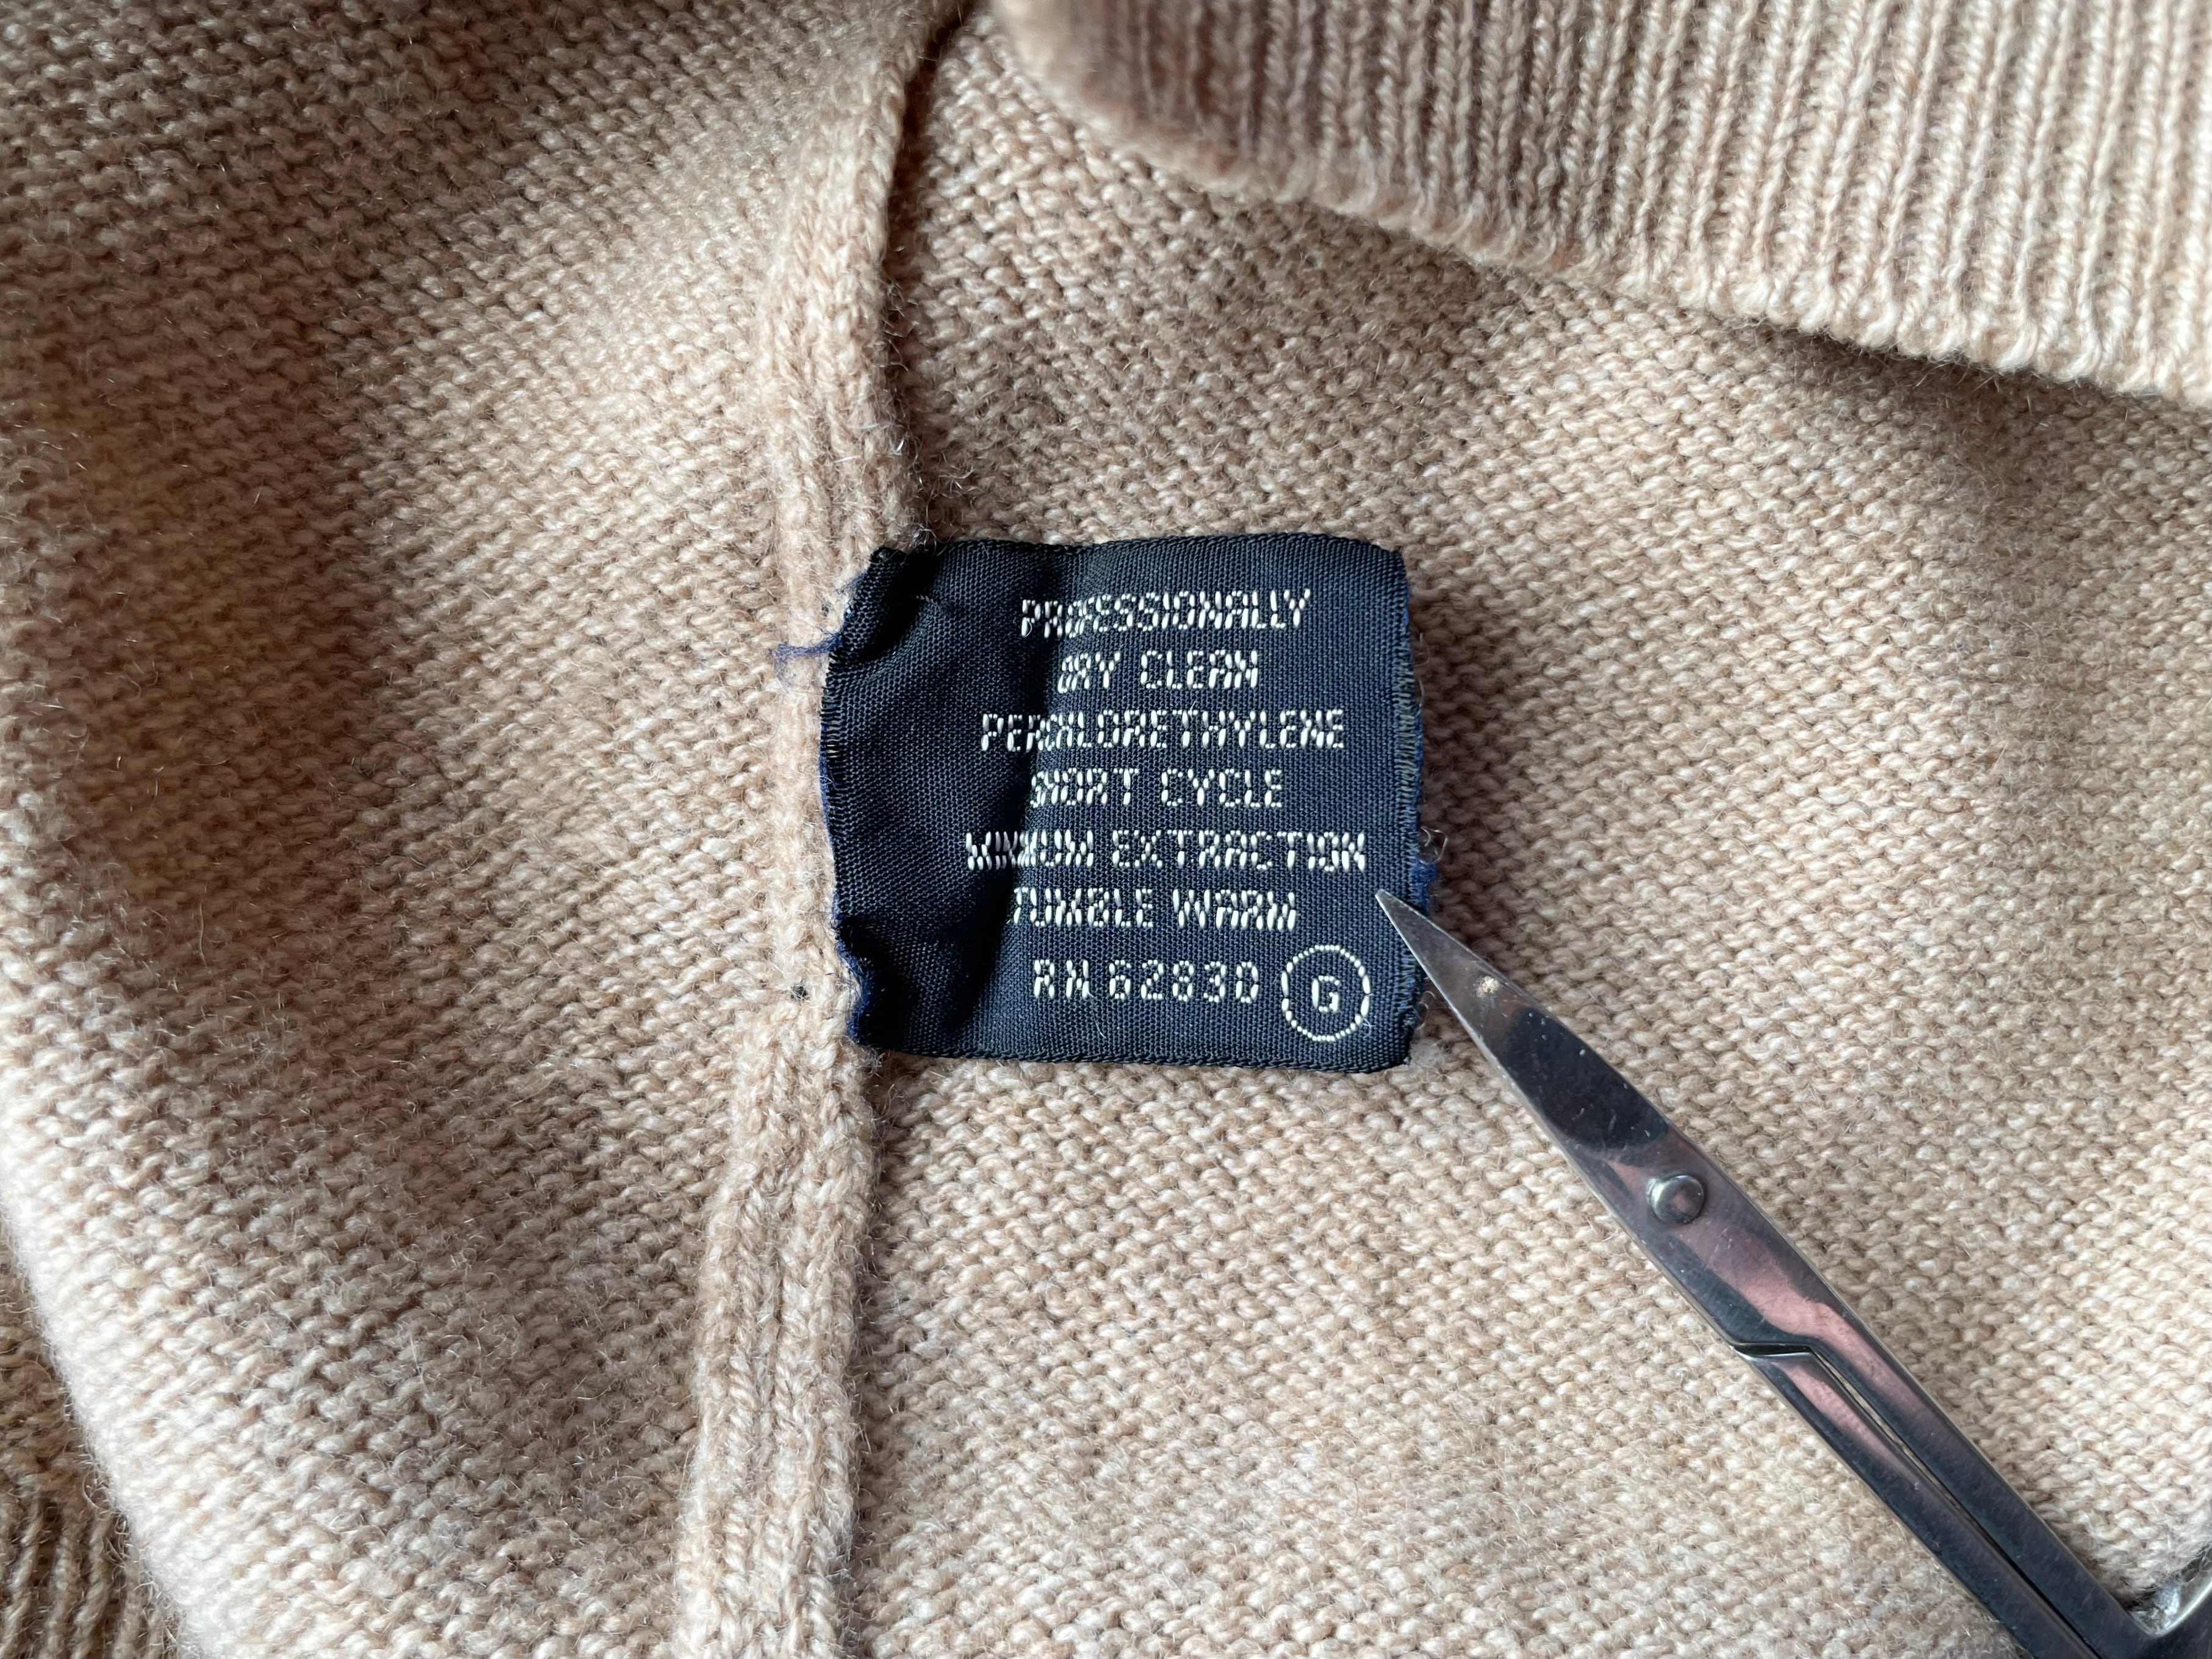 PROFESSIONALLY
DRY CLEAN
PERCHLORETHYLENE
SHORT CYCLE
MINIMUM EXTRACTION
TUMBLE WARM
RN 62830 G